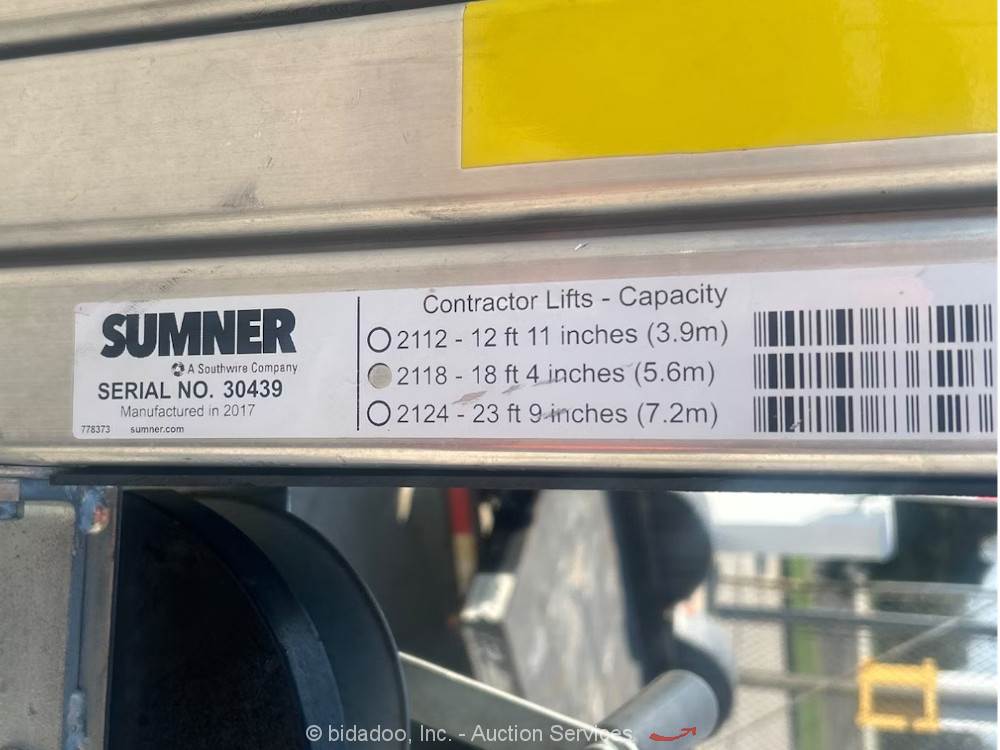 SUMNER
A Southwire Company
SERIAL NO. 30439
Manufactured in 2017
778373 sumner.com
Contractor Lifts - Capacity
2112 - 12 ft 11 inches (3.9m)
2118 - 18 ft 4 inches (5.6m)
2124 - 23 ft 9 inches (7.2m)
© bidadoo, Inc. - Auction Services